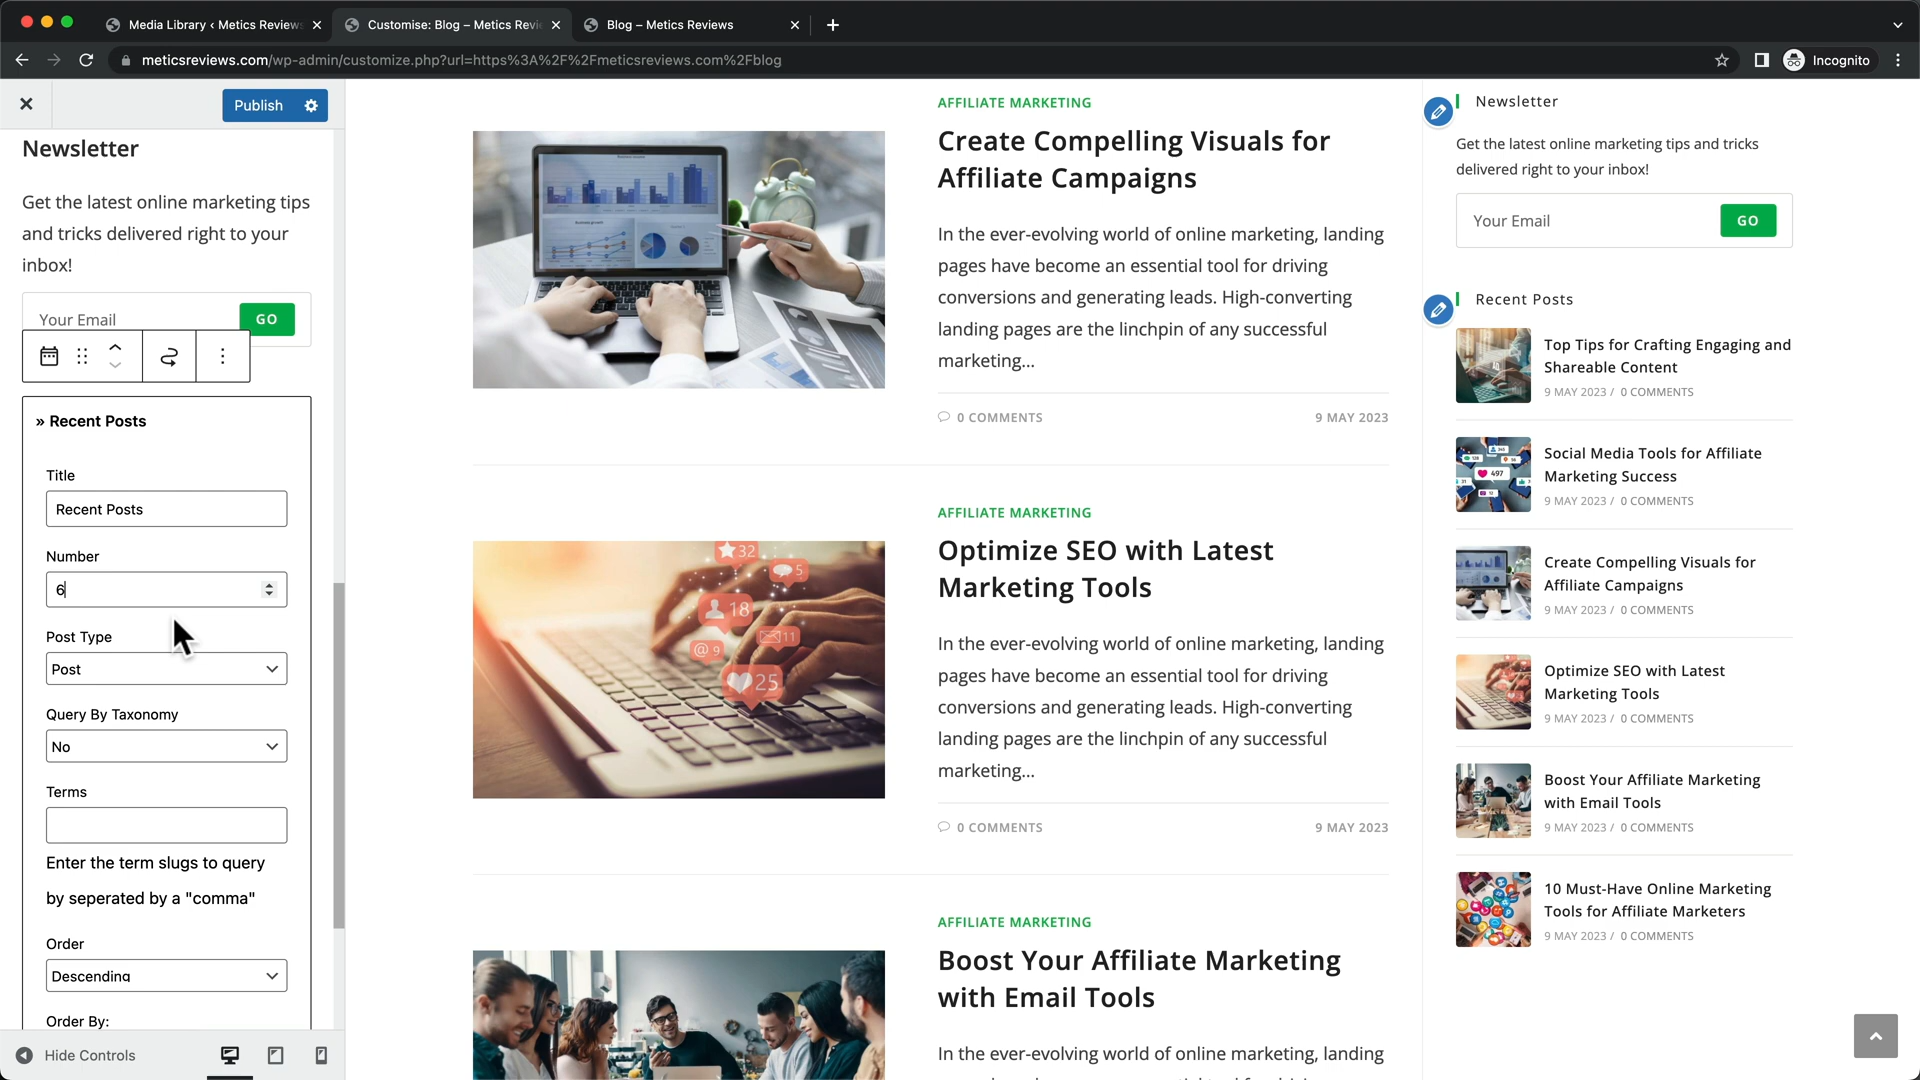 Media Library ‹ Metics Review
Customise: Blog – Metics Revi
Blog – Metics Reviews
meticsreviews.com/wp-admin/customize.php?url=https%3A%2F%2Fmeticsreviews.com%2Fblog
Incognito
Publish
Newsletter
Get the latest online marketing tips
and tricks delivered right to your
inbox!
Your Email
GO
» Recent Posts
Title
Recent Posts
Number
6
Post Type
Post
Query By Taxonomy
No
Terms
Enter the term slugs to query
by seperated by a "comma"
Order
Descending
Order By:
Hide Controls
AFFILIATE MARKETING
Create Compelling Visuals for
Affiliate Campaigns
In the ever-evolving world of online marketing, landing
pages have become an essential tool for driving
conversions and generating leads. High-converting
landing pages are the linchpin of any successful
marketing...
0 COMMENTS
9 MAY 2023
32
5
18
11
@ 9
25
AFFILIATE MARKETING
Optimize SEO with Latest
Marketing Tools
In the ever-evolving world of online marketing, landing
pages have become an essential tool for driving
conversions and generating leads. High-converting
landing pages are the linchpin of any successful
marketing...
0 COMMENTS
9 MAY 2023
AFFILIATE MARKETING
Boost Your Affiliate Marketing
with Email Tools
In the ever-evolving world of online marketing, landing
Newsletter
Get the latest online marketing tips and tricks
delivered right to your inbox!
Your Email
GO
Recent Posts
Top Tips for Crafting Engaging and
Shareable Content
9 MAY 2023 / 0 COMMENTS
497
Social Media Tools for Affiliate
Marketing Success
9 MAY 2023 / 0 COMMENTS
Create Compelling Visuals for
Affiliate Campaigns
9 MAY 2023 / 0 COMMENTS
Optimize SEO with Latest
Marketing Tools
9 MAY 2023 / 0 COMMENTS
Boost Your Affiliate Marketing
with Email Tools
9 MAY 2023 / 0 COMMENTS
10 Must-Have Online Marketing
Tools for Affiliate Marketers
9 MAY 2023 / 0 COMMENTS